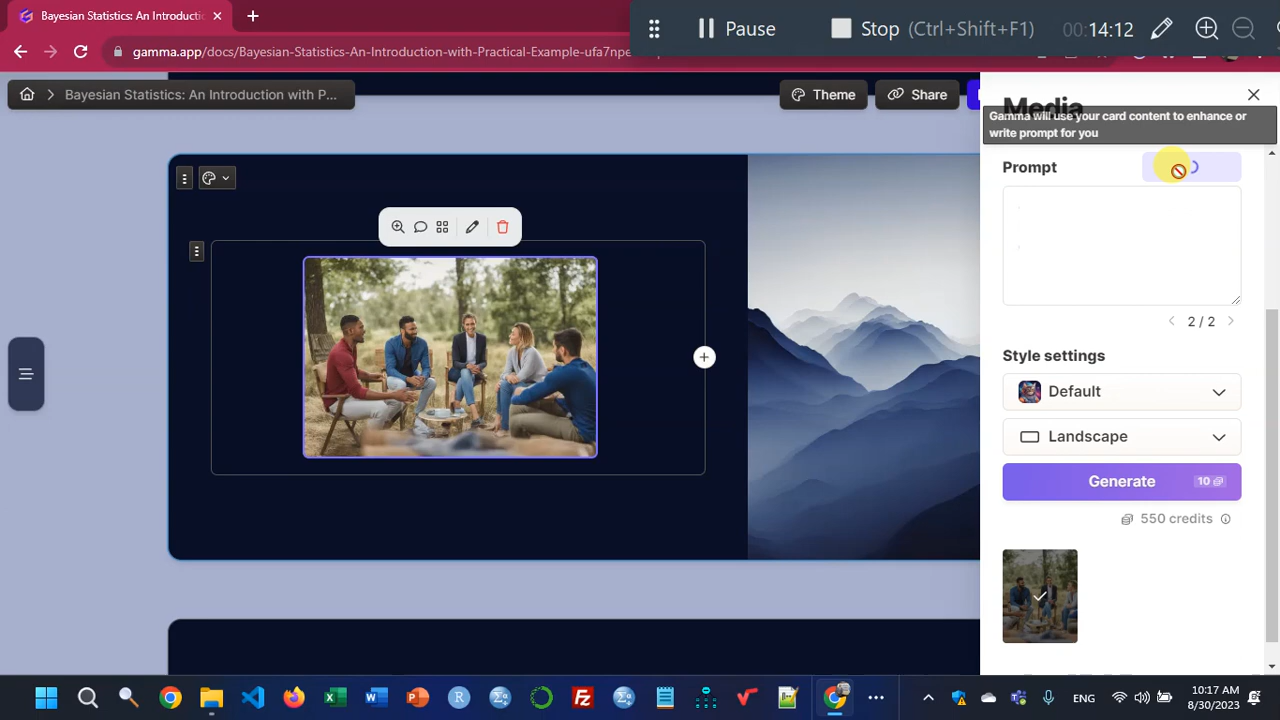 Bayesian Statistics: An Introducti
Pause
Stop (Ctrl+Shift+F1)
00:14:12
gamma.app/docs/Bayesian-Statistics-An-Introduction-with-Practical-Example-ufa7npe
Bayesian Statistics: An Introduction with P...
Theme
Share
Media
Gamma will use your card content to enhance or
write prompt for you
Prompt
2 / 2
Style settings
Default
Landscape
Generate
10
550 credits
ENG
10:17 AM
8/30/2023